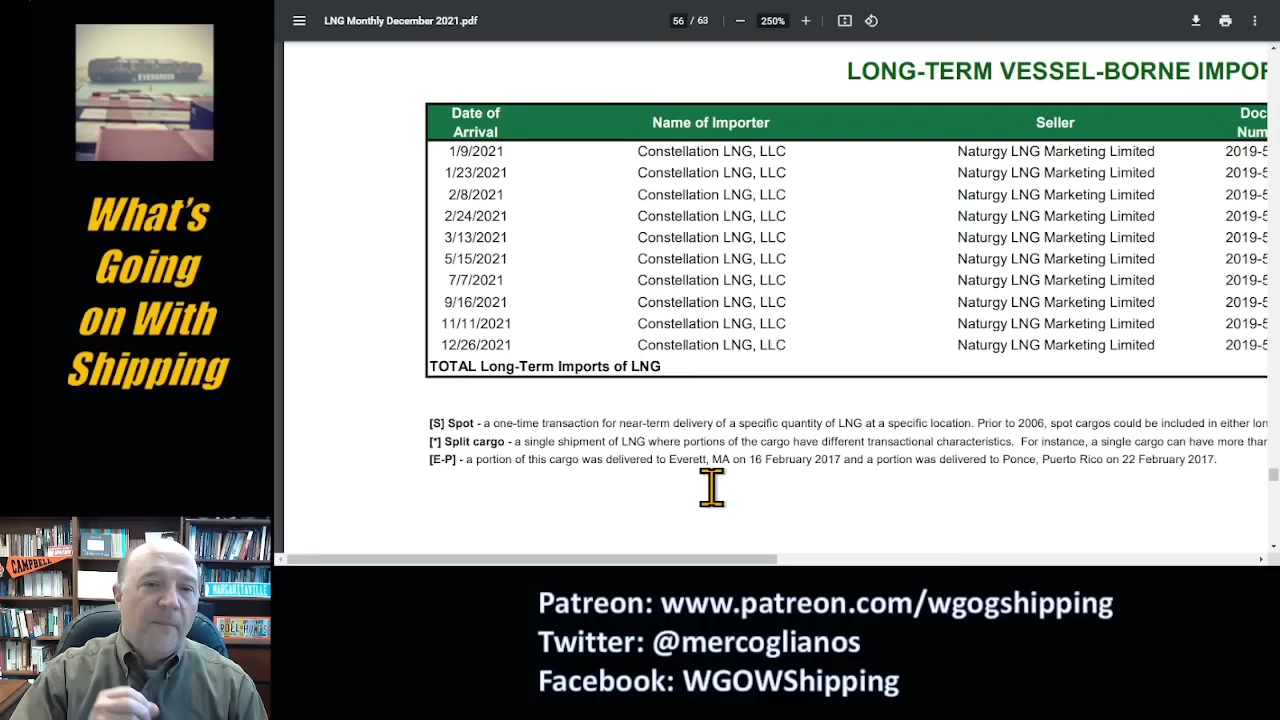 EVERGREEN
What's
Going
on With
Shipping
CAMPBELL
MARGARITAVILLE
LNG Monthly December 2021.pdf
56 / 63
250%
LONG-TERM VESSEL-BORNE IMPOR
Date of Arrival Name of Importer Seller Doc Num
1/9/2021 Constellation LNG, LLC Naturgy LNG Marketing Limited 2019-5
1/23/2021 Constellation LNG, LLC Naturgy LNG Marketing Limited 2019-5
2/8/2021 Constellation LNG, LLC Naturgy LNG Marketing Limited 2019-5
2/24/2021 Constellation LNG, LLC Naturgy LNG Marketing Limited 2019-5
3/13/2021 Constellation LNG, LLC Naturgy LNG Marketing Limited 2019-5
5/15/2021 Constellation LNG, LLC Naturgy LNG Marketing Limited 2019-5
7/7/2021 Constellation LNG, LLC Naturgy LNG Marketing Limited 2019-5
9/16/2021 Constellation LNG, LLC Naturgy LNG Marketing Limited 2019-5
11/11/2021 Constellation LNG, LLC Naturgy LNG Marketing Limited 2019-5
12/26/2021 Constellation LNG, LLC Naturgy LNG Marketing Limited 2019-5
TOTAL Long-Term Imports of LNG
[S] Spot - a one-time transaction for near-term delivery of a specific quantity of LNG at a specific location. Prior to 2006, spot cargos could be included in either lon
[*] Split cargo - a single shipment of LNG where portions of the cargo have different transactional characteristics. For instance, a single cargo can have more than
[E-P] - a portion of this cargo was delivered to Everett, MA on 16 February 2017 and a portion was delivered to Ponce, Puerto Rico on 22 February 2017.
Patreon: www.patreon.com/wgogshipping
Twitter: @mercoglianos
Facebook: WGOWShipping